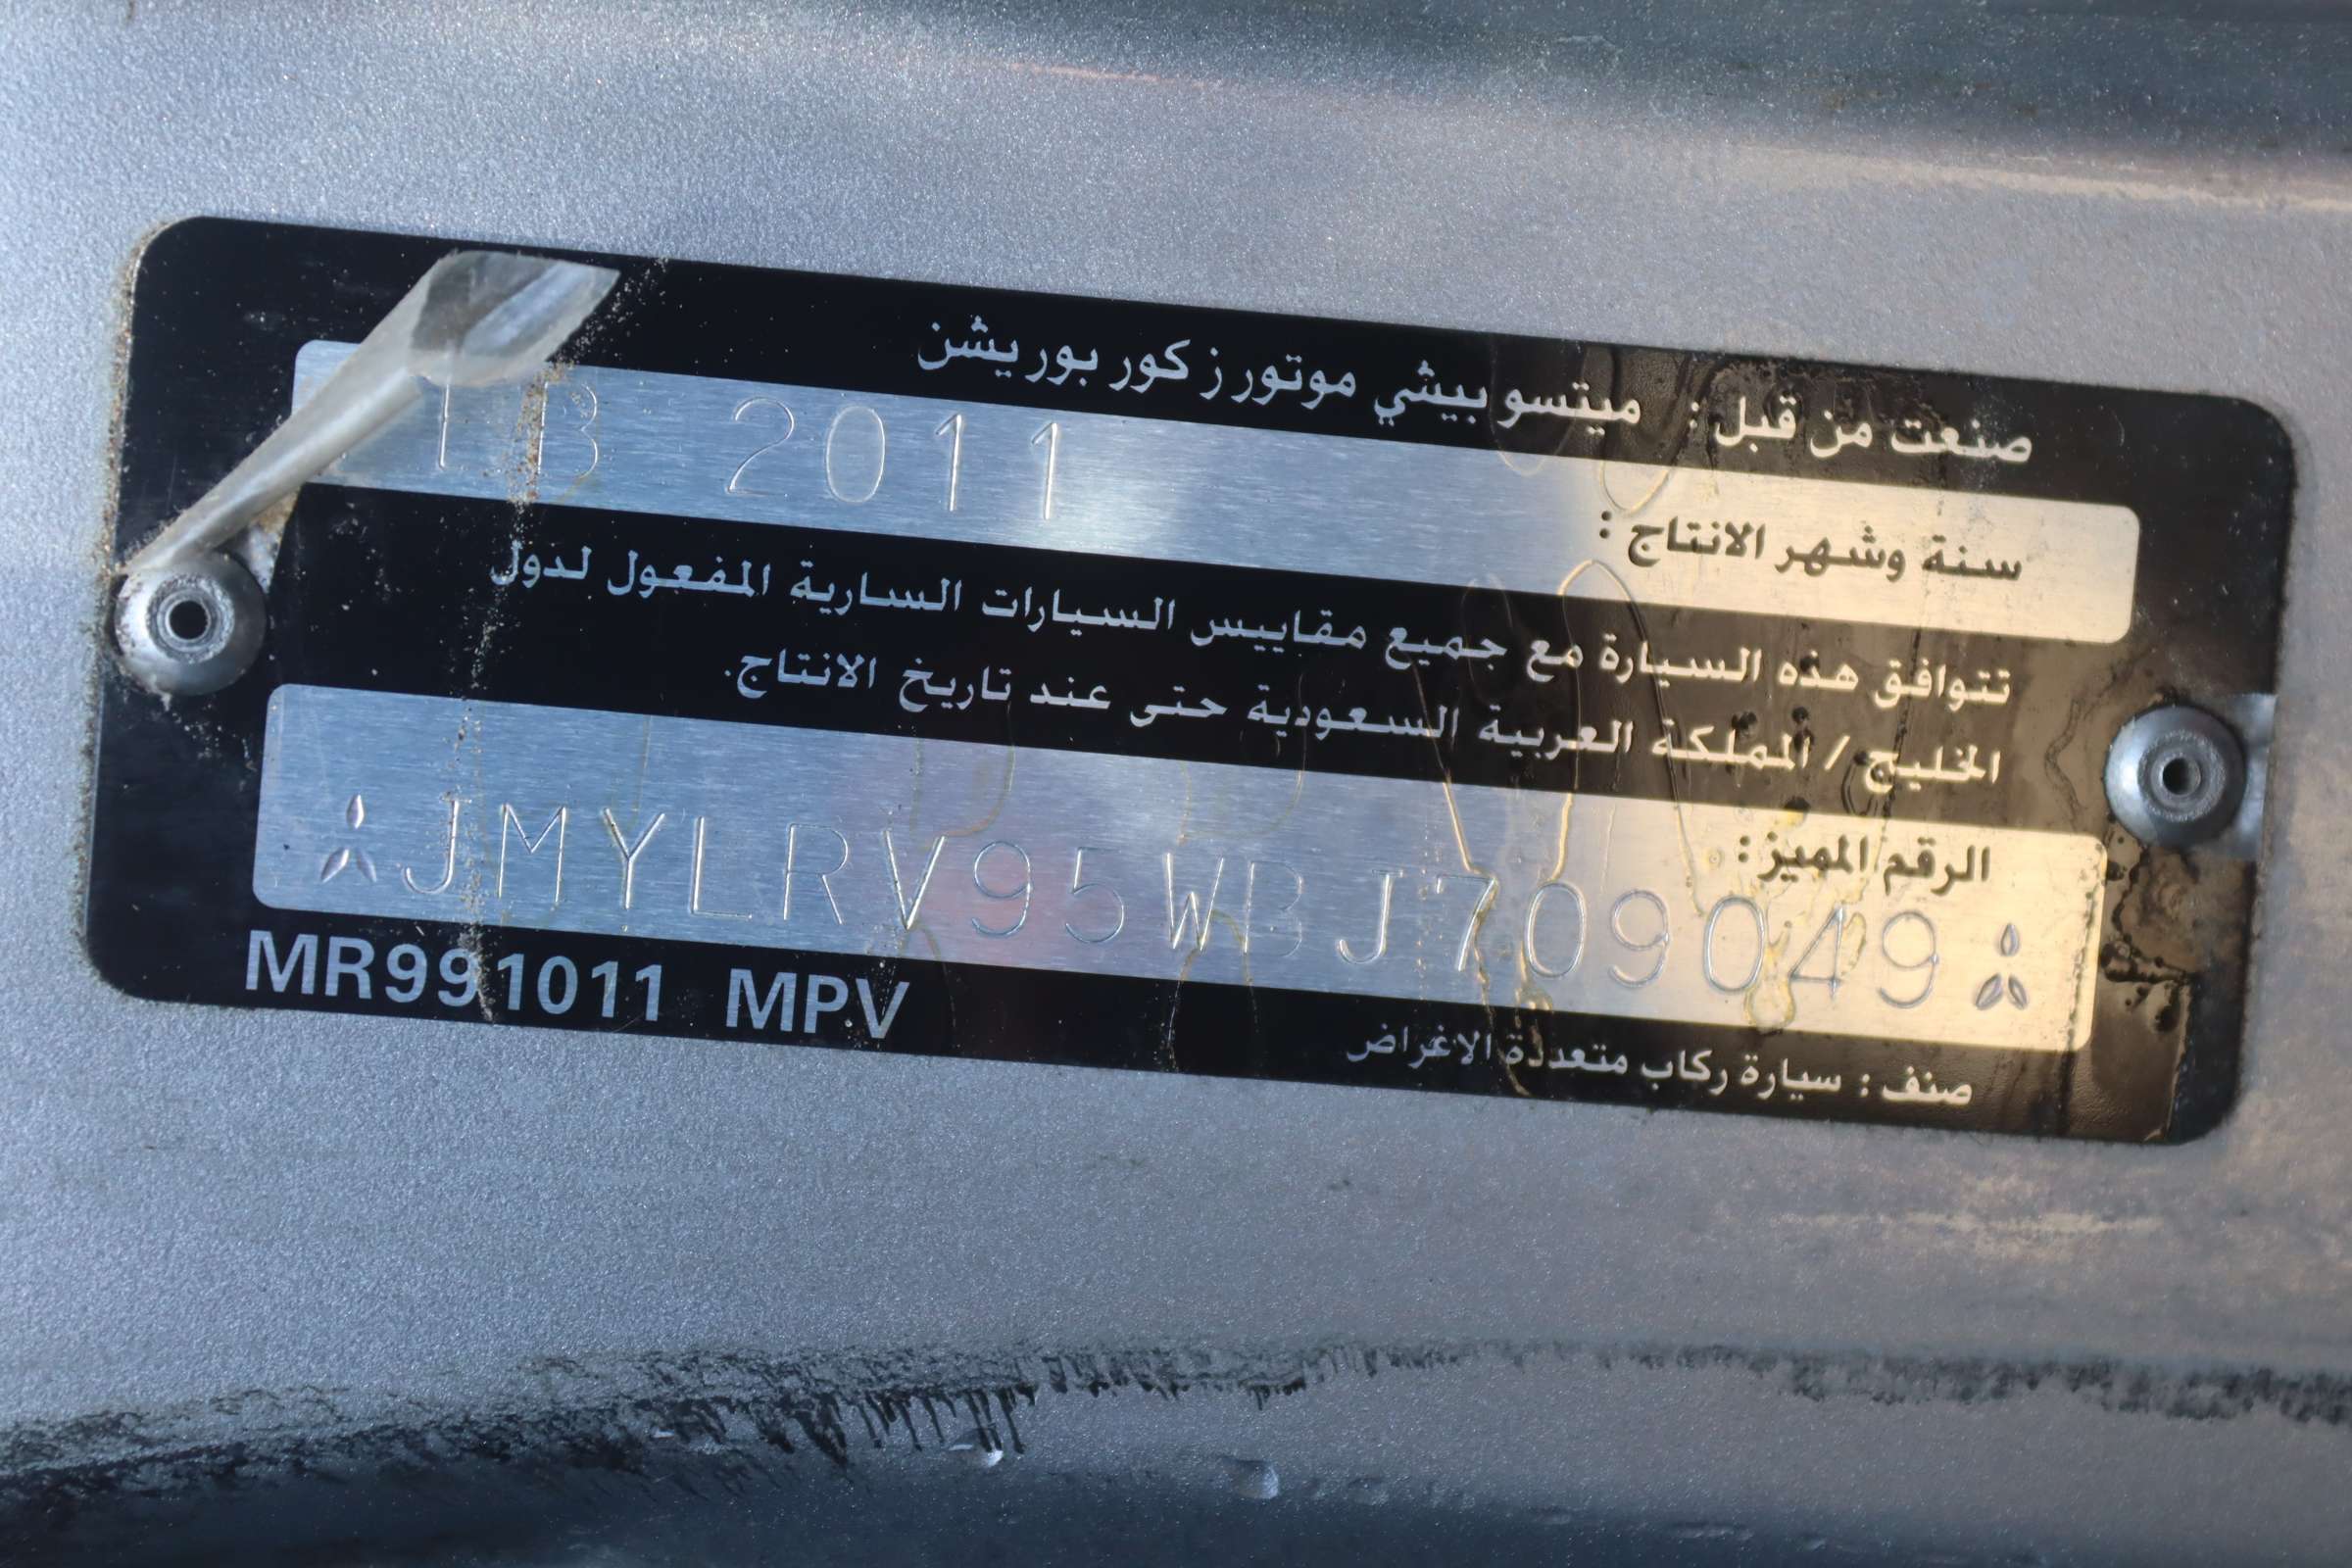 صنعت من قبل : ميتسوبيشي موتورز كوربوريشن
سنة وشهر الانتاج : 2011
تتوافق هذه السيارة مع جميع مقاييس السيارات السارية المفعول لدول
الخليج / المملكة العربية السعودية حتى عند تاريخ الانتاج.
الرقم المميز :
JMYLRV95WBJ709049
MR991011 MPV
صنف : سيارة ركاب متعددة الاغراض